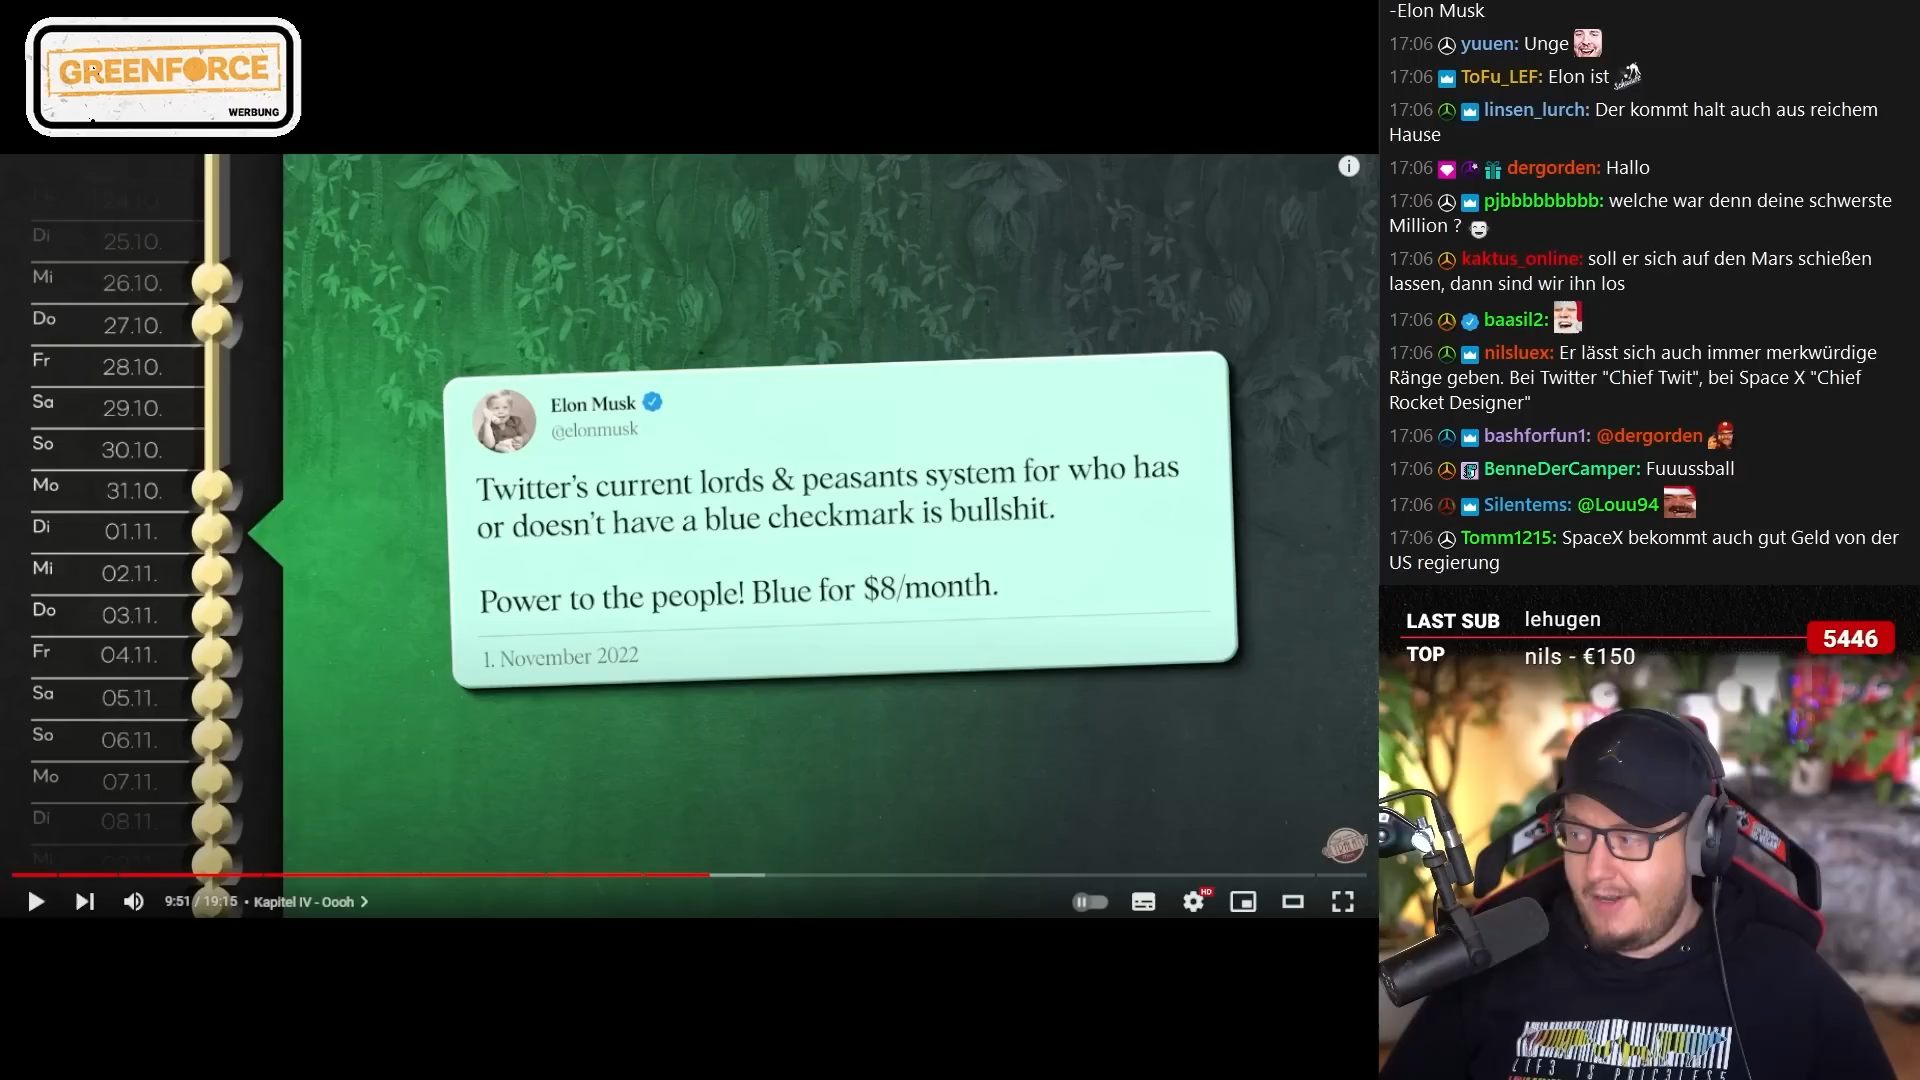 GREENFORCE
WERBUNG
24.10.
Di 25.10.
Mi 26.10.
Do 27.10.
Fr 28.10.
Sa 29.10.
So 30.10.
Mo 31.10.
Di 01.11.
Mi 02.11.
Do 03.11.
Fr 04.11.
Sa 05.11.
So 06.11.
Mo 07.11.
Di 08.11.
Mi
Elon Musk
@elonmusk
Twitter's current lords & peasants system for who has
or doesn't have a blue checkmark is bullshit.
Power to the people! Blue for $8/month.
1. November 2022
9:51 / 19:15 • Kapitel IV - Oooh
HD
-Elon Musk
17:06 yuuen: Unge
17:06 ToFu_LEF: Elon ist
17:06 linsen_lurch: Der kommt halt auch aus reichem
Hause
17:06 dergorden: Hallo
17:06 pjbbbbbbbbb: welche war denn deine schwerste
Million ?
17:06 kaktus_online: soll er sich auf den Mars schießen
lassen, dann sind wir ihn los
17:06 baasil2:
17:06 nilsluex: Er lässt sich auch immer merkwürdige
Ränge geben. Bei Twitter "Chief Twit", bei Space X "Chief
Rocket Designer"
17:06 bashforfun1: @dergorden
17:06 BenneDerCamper: Fuuussball
17:06 Silentems: @Louu94
17:06 Tomm1215: SpaceX bekommt auch gut Geld von der
US regierung
LAST SUB lehugen
5446
TOP nils - €150